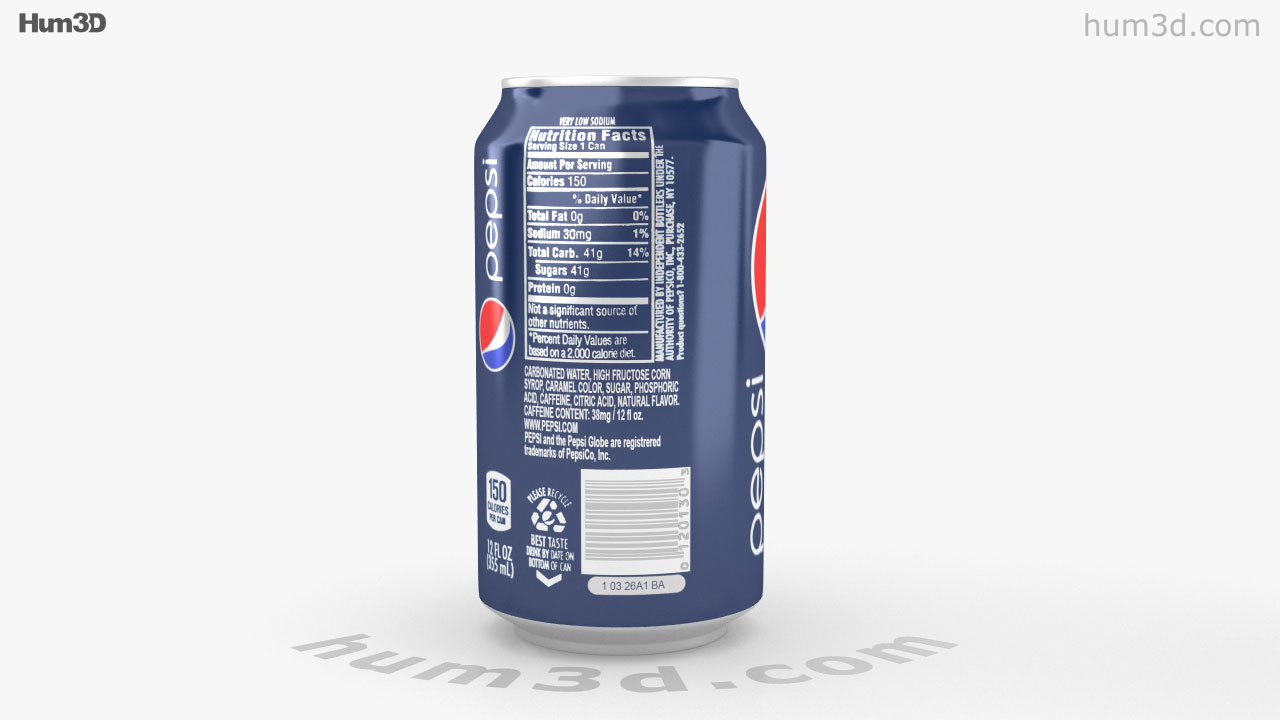 Hum3D
hum3d.com
VERY LOW SODIUM
Nutrition Facts
Serving Size 1 Can
Amount Per Serving
Calories 150
% Daily Value*
Total Fat 0g 0%
Sodium 30mg 1%
Total Carb. 41g 14%
Sugars 41g
Protein 0g
Not a significant source of
other nutrients.
*Percent Daily Values are
based on a 2,000 calorie diet.
MANUFACTURED BY INDEPENDENT BOTTLERS UNDER THE
AUTHORITY OF PEPSICO, INC., PURCHASE, NY 10577.
Product questions? 1-800-433-2652
CARBONATED WATER, HIGH FRUCTOSE CORN
SYRUP, CARAMEL COLOR, SUGAR, PHOSPHORIC
ACID, CAFFEINE, CITRIC ACID, NATURAL FLAVOR.
CAFFEINE CONTENT: 38mg / 12 fl oz.
WWW.PEPSI.COM
PEPSI and the Pepsi Globe are registrered
trademarks of PepsiCo, Inc.
pepsi
pepsi
150
CALORIES
PER CAN
12 FL OZ
(355 mL)
PLEASE RECYCLE
BEST TASTE
DRINK BY DATE ON
BOTTOM OF CAN
0 120130 3
1 03 26A1 BA
hum3d.com